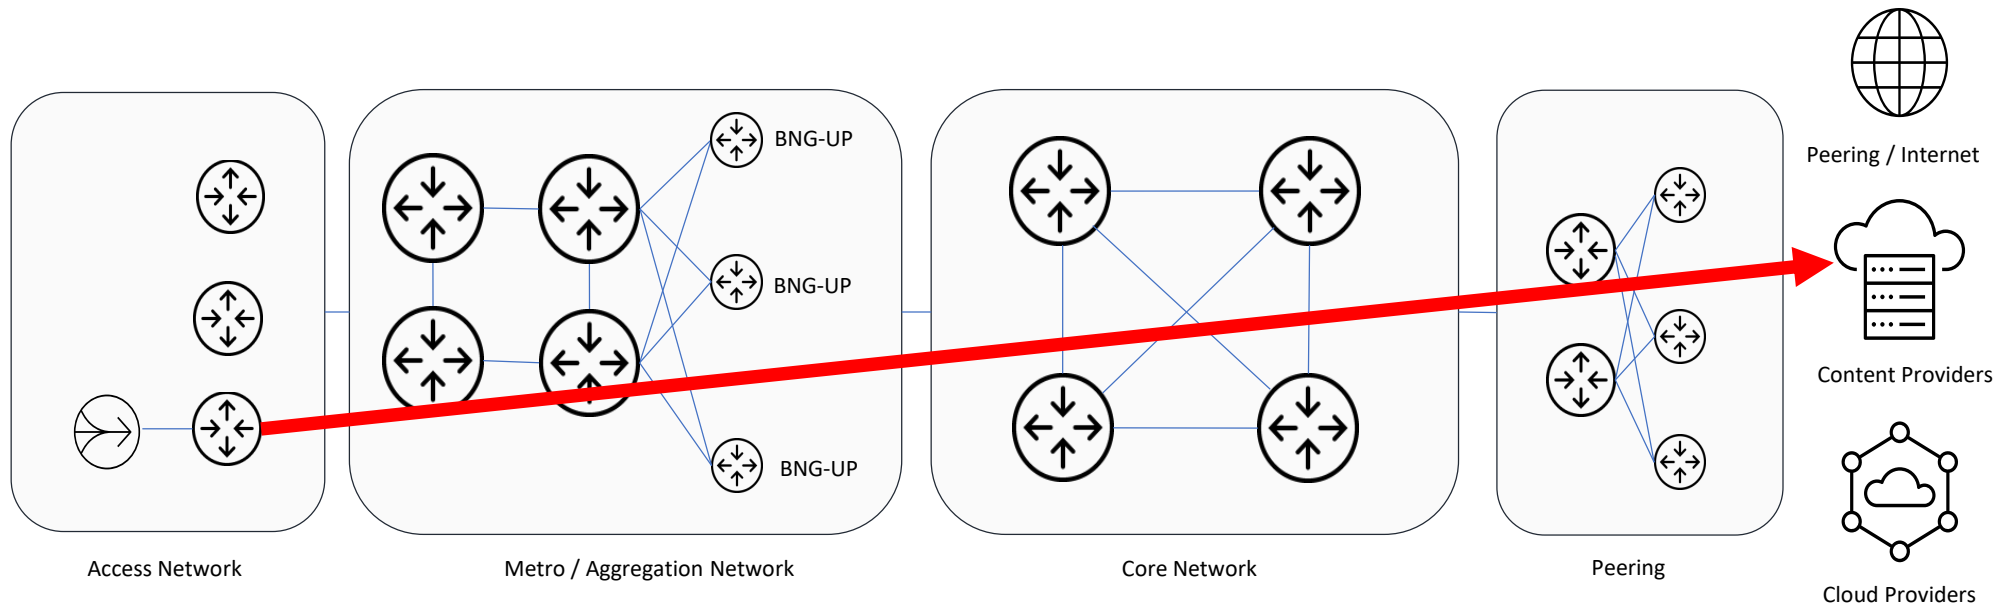 BNG-UP
BNG-UP
BNG-UP
Access Network
Metro / Aggregation Network
Core Network
Peering
Peering / Internet
Content Providers
Cloud Providers